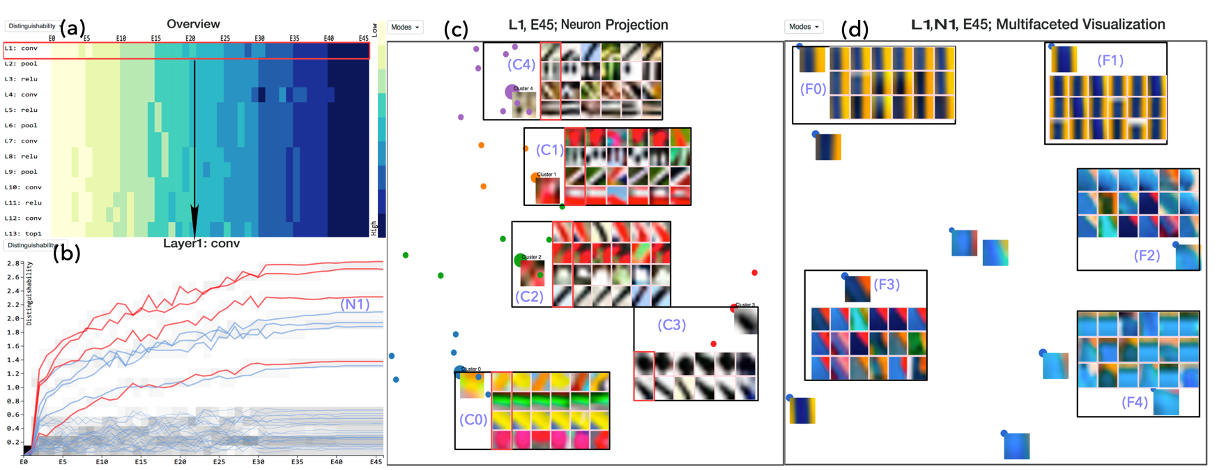 Distinguishability
(a)
Overview
E0 E5 E10 E15 E20 E25 E30 E35 E40 E45
Low
L1: conv
L2: pool
L3: relu
L4: conv
L5: relu
L6: pool
L7: conv
L8: relu
L9: pool
L10: conv
L11: relu
L12: conv
L13: top1
High
Distinguishability
(b)
Layer1: conv
Distinguishability
2.8
2.6
2.4
2.2
2.0
1.8
1.6
1.4
1.2
1.0
0.8
0.6
0.4
0.2
(N1)
E0 E5 E10 E15 E20 E25 E30 E35 E40 E45
Modes
(c)
L1, E45; Neuron Projection
(C4)
Cluster 4
(C1)
Cluster 1
Cluster 2
(C2)
Cluster 3
(C3)
Cluster 0
(C0)
Modes
(d)
L1,N1, E45; Multifaceted Visualization
(F0)
(F1)
(F2)
(F3)
(F4)